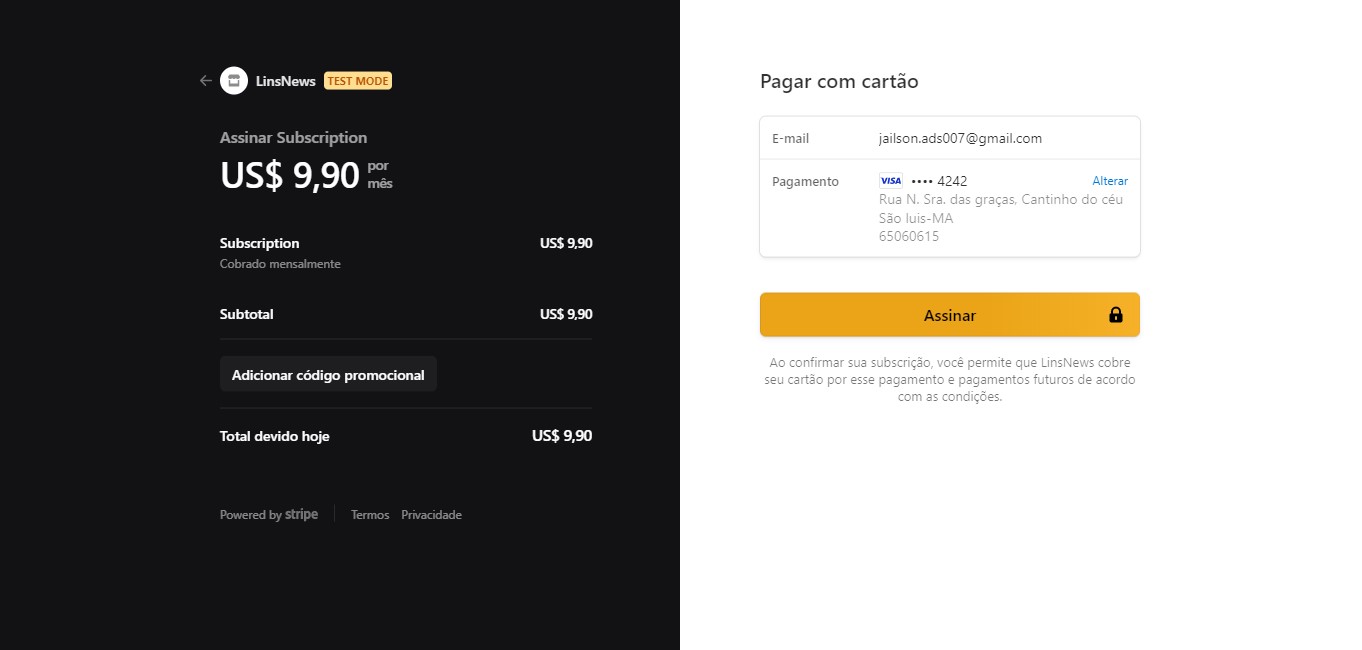 LinsNews TEST MODE
Assinar Subscription
US$ 9,90 por
mês
Subscription US$ 9,90
Cobrado mensalmente
Subtotal US$ 9,90
Adicionar código promocional
Total devido hoje US$ 9,90
Powered by stripe Termos Privacidade
Pagar com cartão
E-mail jailson.ads007@gmail.com
Pagamento VISA •••• 4242 Alterar
Rua N. Sra. das graças, Cantinho do céu
São luis-MA
65060615
Assinar
Ao confirmar sua subscrição, você permite que LinsNews cobre
seu cartão por esse pagamento e pagamentos futuros de acordo
com as condições.